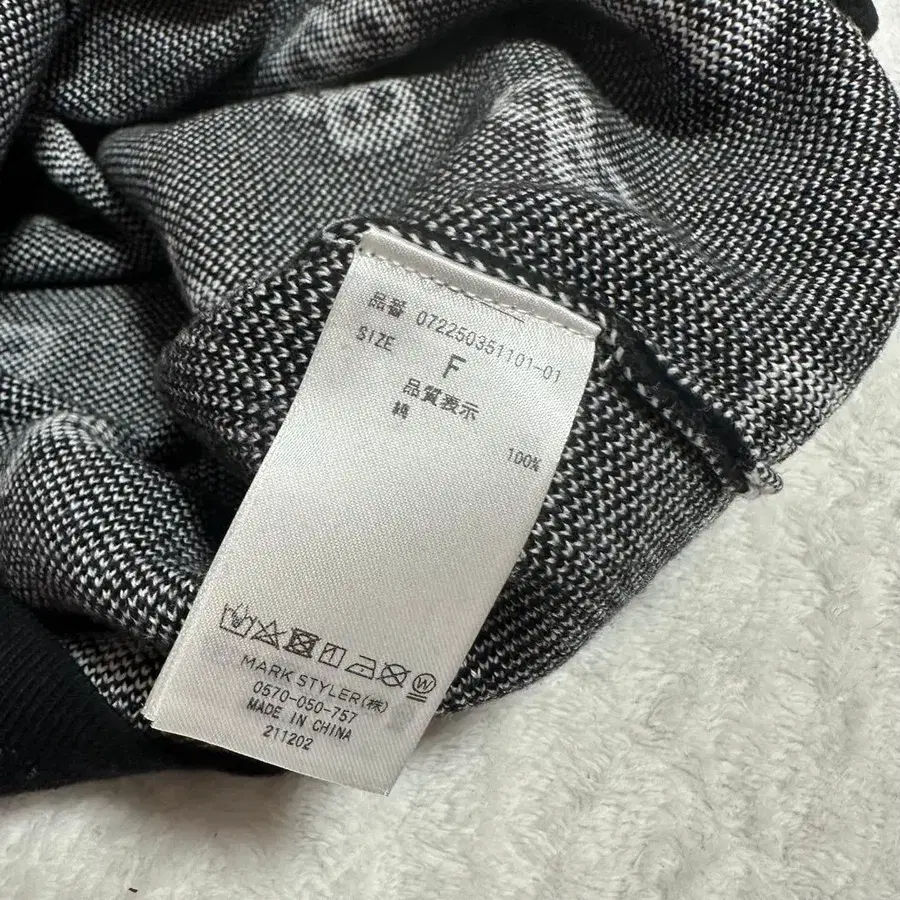 品番 072250351101-01
SIZE
F
品質表示
綿 100%
MARK STYLER(株)
0570-050-757
MADE IN CHINA
211202